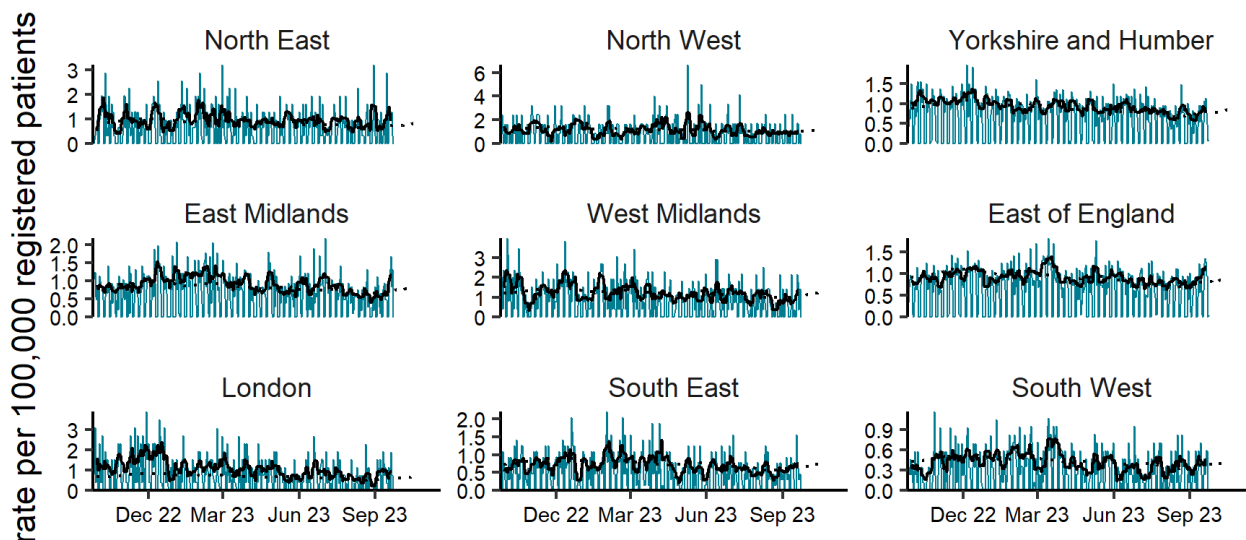 rate per 100,000 registered patients
North East
North West
Yorkshire and Humber
3
2
1
0
6
4
2
0
1.5
1.0
0.5
0.0
East Midlands
West Midlands
East of England
2.0
1.5
1.0
0.5
0.0
3
2
1
0
1.5
1.0
0.5
0.0
London
South East
South West
3
2
1
0
2.0
1.5
1.0
0.5
0.0
0.9
0.6
0.3
0.0
Dec 22 Mar 23 Jun 23 Sep 23
Dec 22 Mar 23 Jun 23 Sep 23
Dec 22 Mar 23 Jun 23 Sep 23